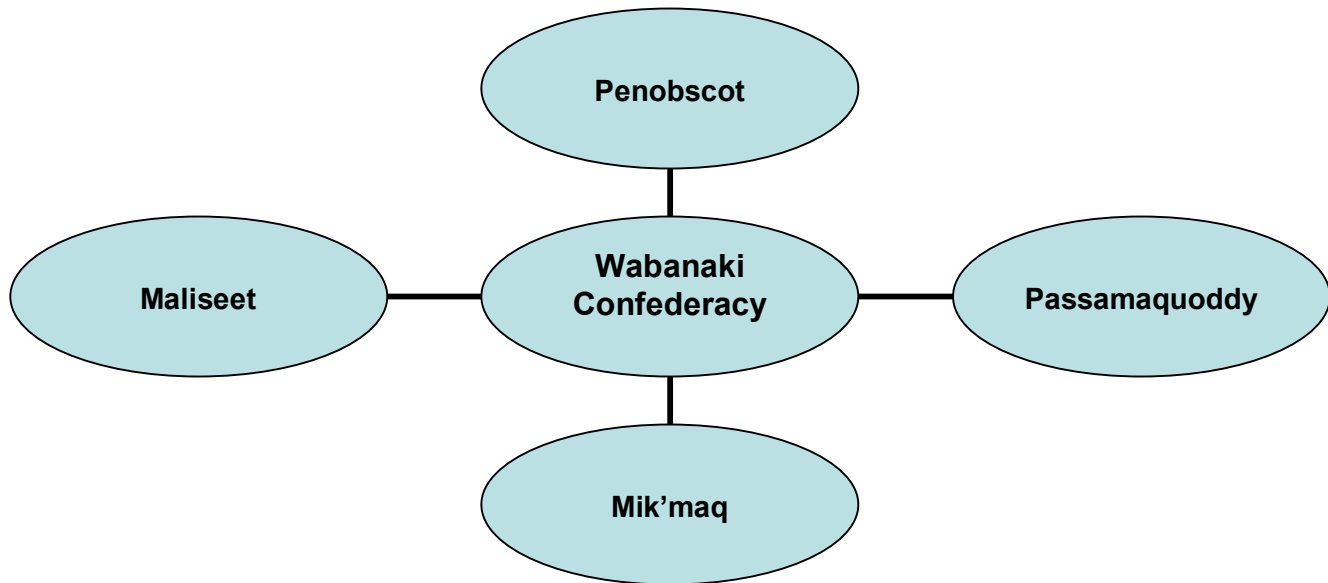 Penobscot
Wabanaki
Confederacy
Maliseet
Passamaquoddy
Mik’maq